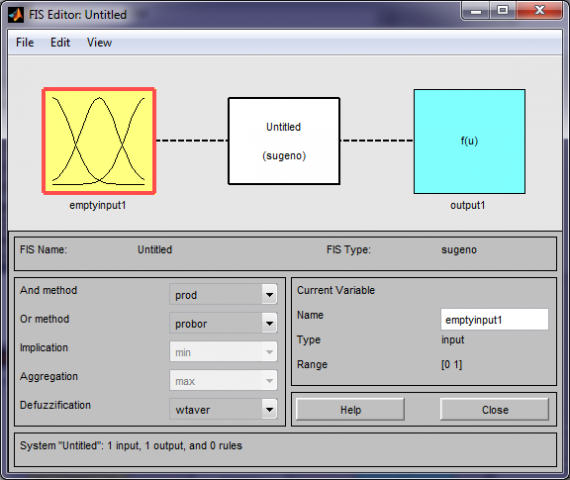 FIS Editor: Untitled
File Edit View
Untitled
(sugeno)
f(u)
emptyinput1
output1
FIS Name: Untitled FIS Type: sugeno
And method prod
Or method probor
Implication min
Aggregation max
Defuzzification wtaver
Current Variable
Name emptyinput1
Type input
Range [0 1]
Help Close
System "Untitled": 1 input, 1 output, and 0 rules